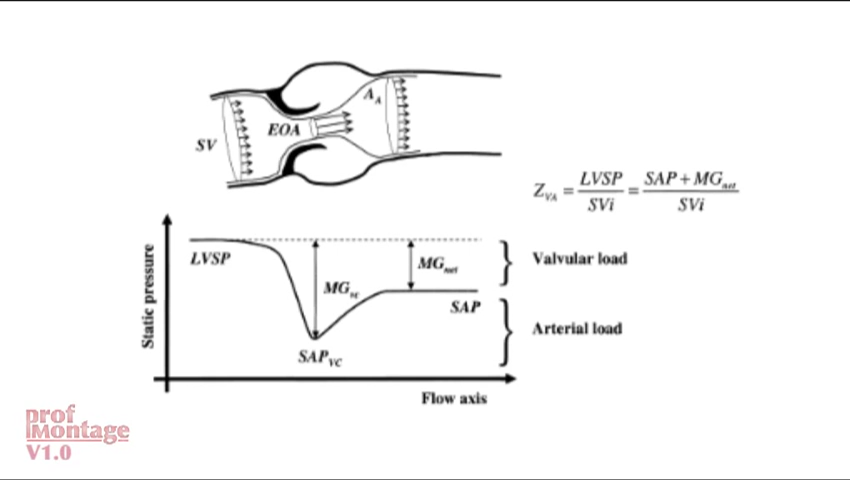 SV
EOA
A_A
Z_VA = LVSP / SVi = SAP + MG_net / SVi
Static pressure
LVSP
MG_vc
MG_net
SAP
SAP_VC
Valvular load
Arterial load
Flow axis
prof
Montage
V1.0